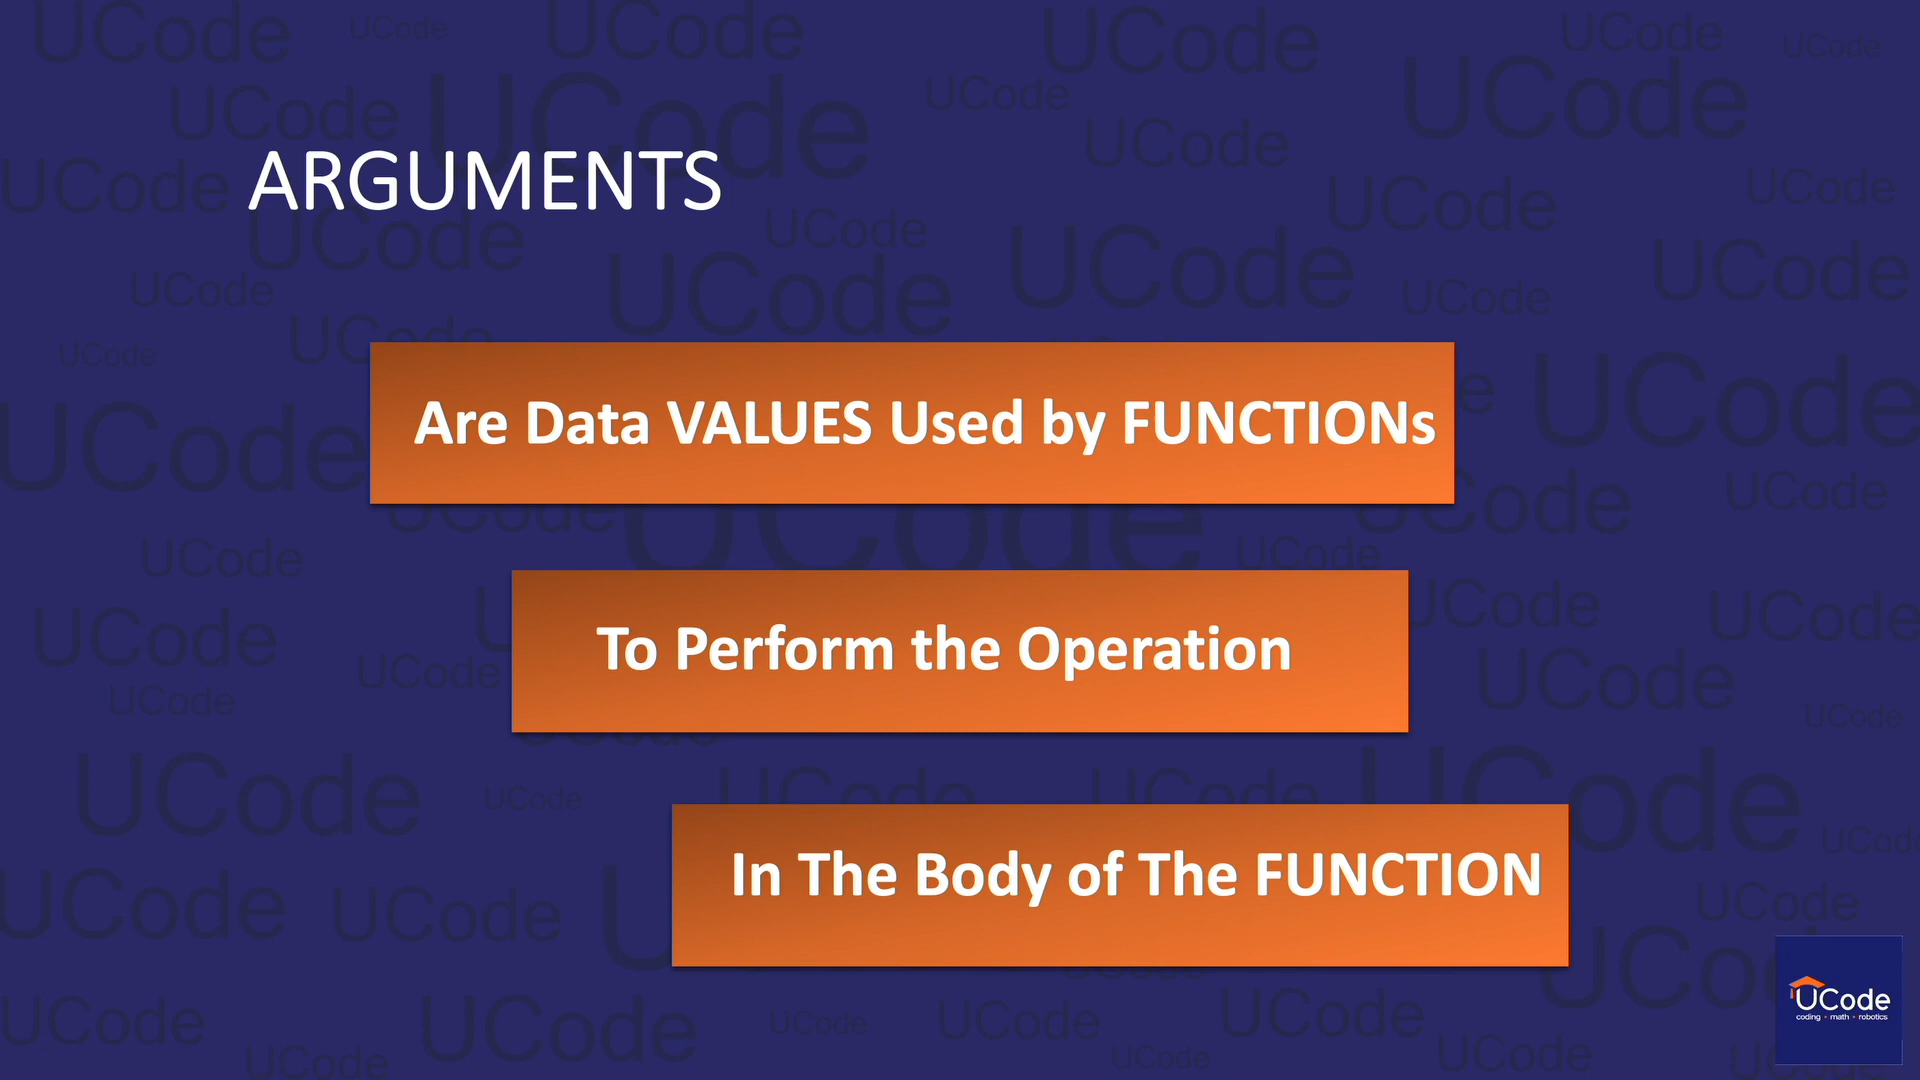 ARGUMENTS
Are Data VALUES Used by FUNCTIONs
To Perform the Operation
In The Body of The FUNCTION
UCode
coding • math • robotics